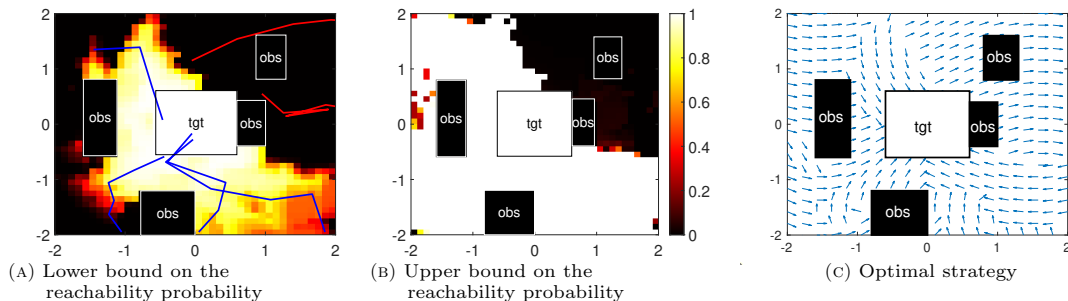 2
1
0
-1
-2
-2
-1
0
1
2
obs
obs
tgt
obs
obs
2
1
0
-1
-2
-2
-1
0
1
2
obs
obs
tgt
obs
obs
1
0.8
0.6
0.4
0.2
0
2
1
0
-1
-2
-2
-1
0
1
2
obs
obs
tgt
obs
obs
(A) Lower bound on the
reachability probability
(B) Upper bound on the
reachability probability
(C) Optimal strategy